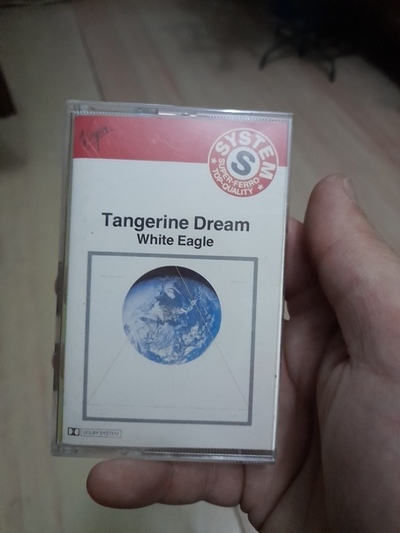 SYSTEM
S
SUPER-FERRO
TOP-QUALITY
Tangerine Dream
White Eagle
DOLBY SYSTEM